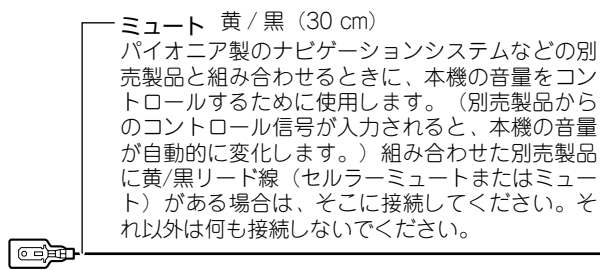 ミュート 黄 / 黒（30 cm）
パイオニア製のナビゲーションシステムなどの別
売製品と組み合わせるときに、本機の音量をコン
トロールするために使用します。（別売製品から
のコントロール信号が入力されると、本機の音量
が自動的に変化します。）組み合わせた別売製品
に黄/黒リード線（セルラーミュートまたはミュー
ト）がある場合は、そこに接続してください。そ
れ以外は何も接続しないでください。